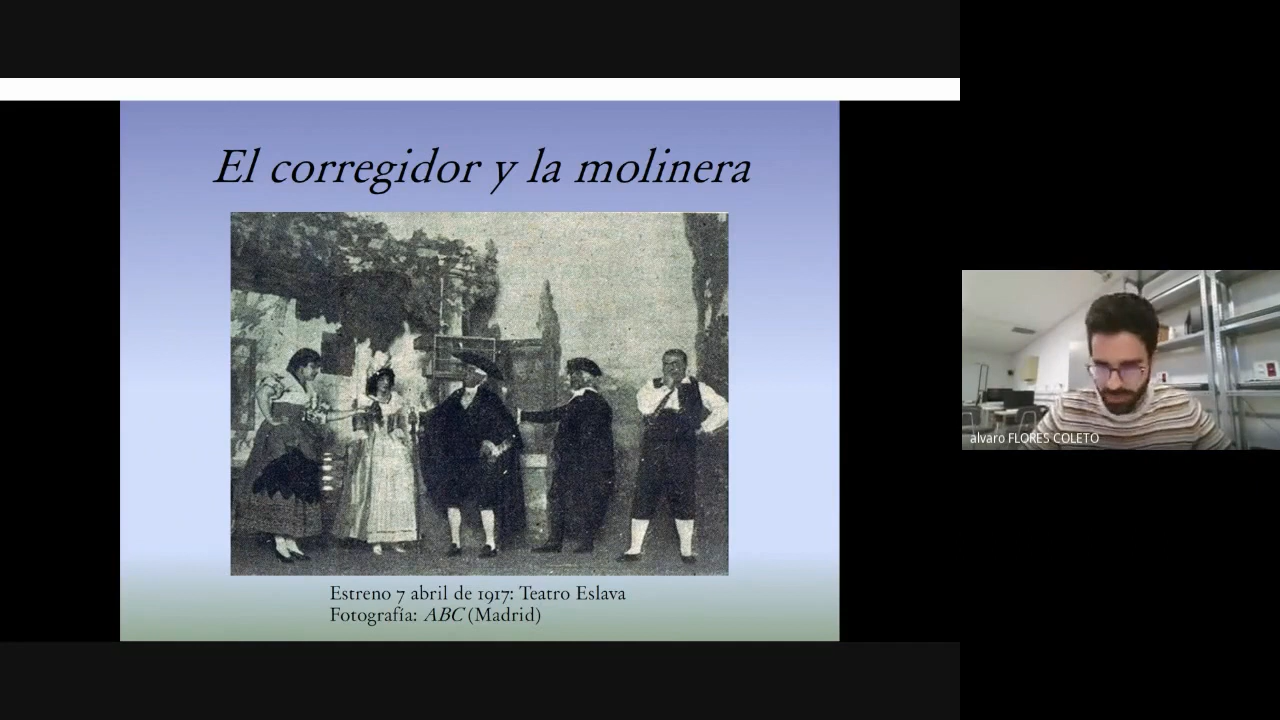 El corregidor y la molinera
Estreno 7 abril de 1917: Teatro Eslava
Fotografía: ABC (Madrid)
alvaro FLORES COLETO